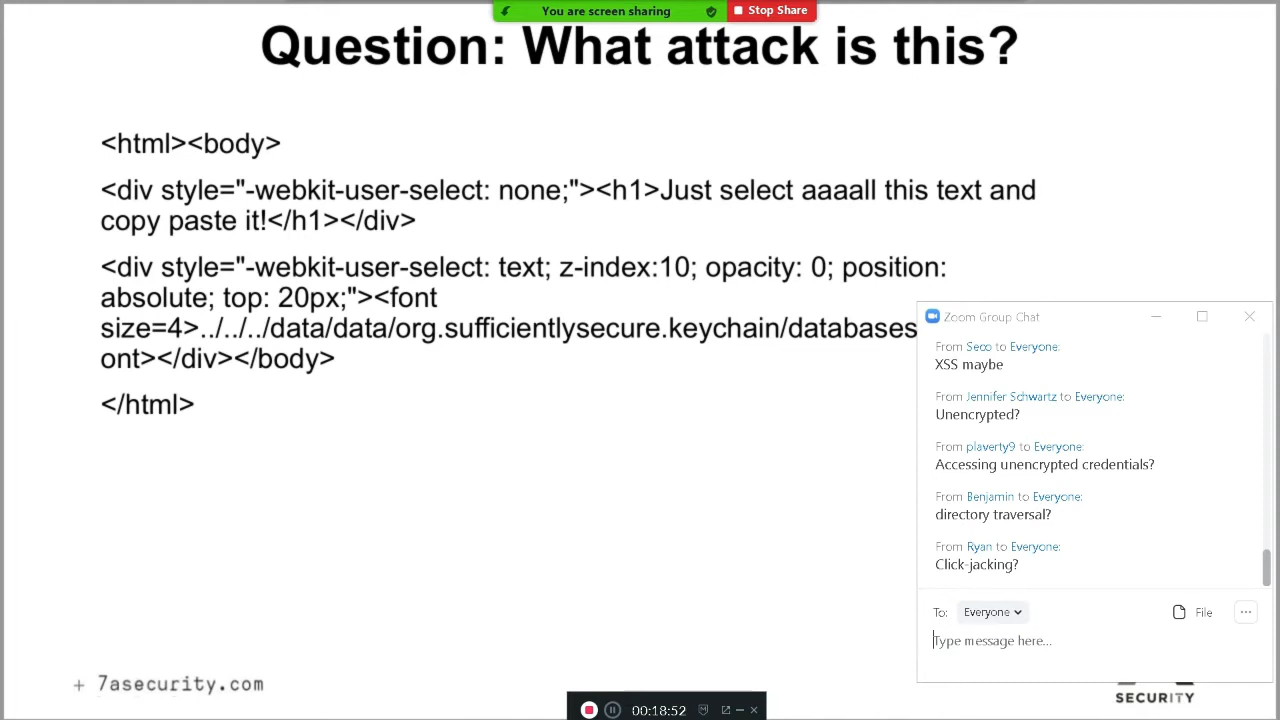 You are screen sharing
Stop Share
Question: What attack is this?
<html><body>
<div style="-webkit-user-select: none;"><h1>Just select aaaall this text and
copy paste it!</h1></div>
<div style="-webkit-user-select: text; z-index:10; opacity: 0; position:
absolute; top: 20px;"><font
size=4>../../../data/data/org.sufficientlysecure.keychain/databases
ont></div></body>
</html>
Zoom Group Chat
From Seco to Everyone:
XSS maybe
From Jennifer Schwartz to Everyone:
Unencrypted?
From plaverty9 to Everyone:
Accessing unencrypted credentials?
From Benjamin to Everyone:
directory traversal?
From Ryan to Everyone:
Click-jacking?
To: Everyone
File
Type message here...
+ 7asecurity.com
SECURITY
00:18:52